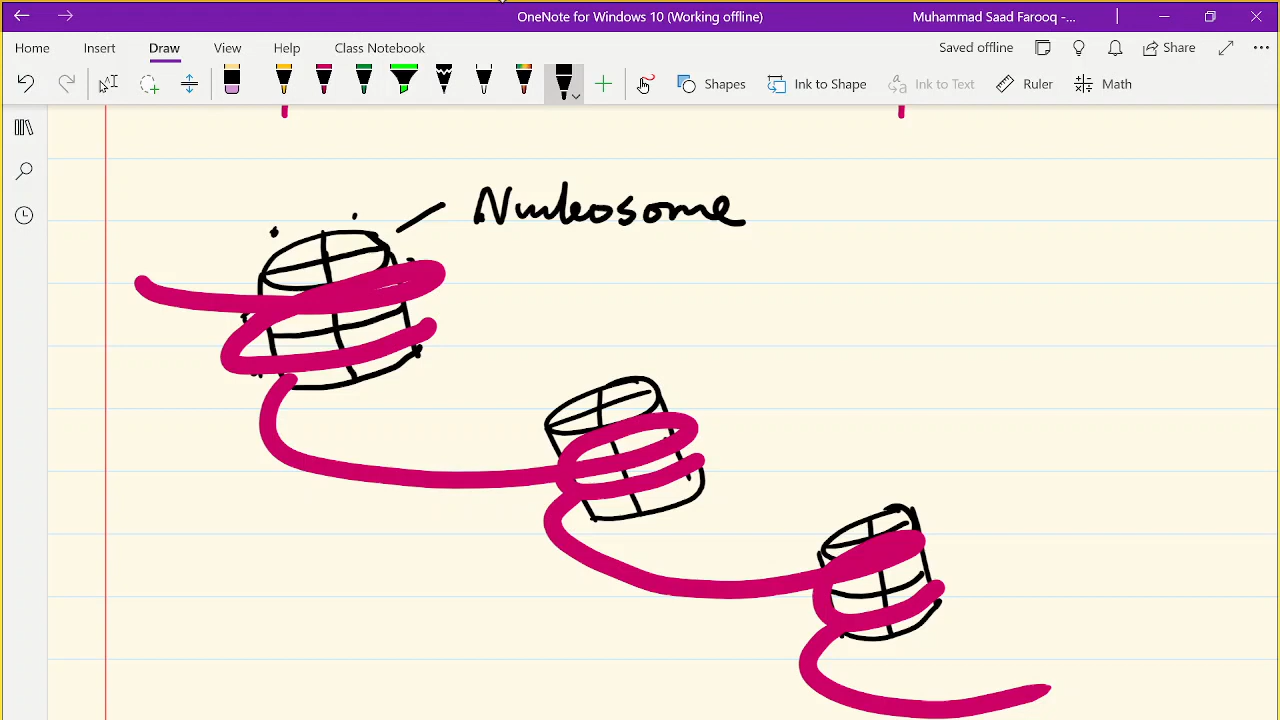 OneNote for Windows 10 (Working offline)
Muhammad Saad Farooq -...
Home Insert Draw View Help Class Notebook
Saved offline
Share
Shapes
Ink to Shape
Ink to Text
Ruler
Math
Nucleosome